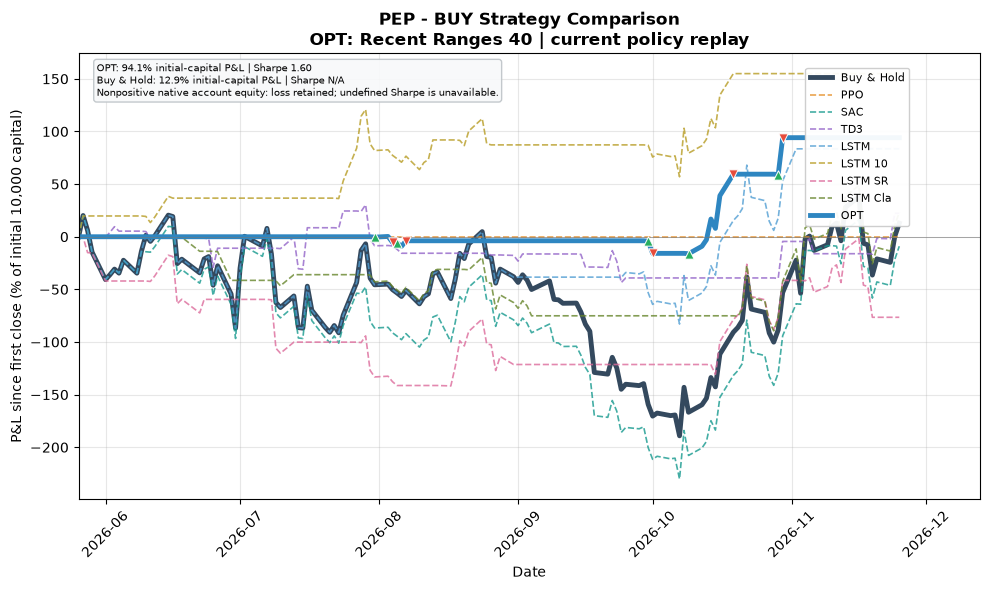 PEP - BUY Strategy Comparison
OPT: Recent Ranges 40 | current policy replay
OPT: 94.1% initial-capital P&L | Sharpe 1.60
Buy & Hold: 12.9% initial-capital P&L | Sharpe N/A
Nonpositive native account equity: loss retained; undefined Sharpe is unavailable.
Buy & Hold
PPO
SAC
TD3
LSTM
LSTM 10
LSTM SR
LSTM Cla
OPT
P&L since first close (% of initial 10,000 capital)
150
100
50
0
−50
−100
−150
−200
2026-06
2026-07
2026-08
2026-09
2026-10
2026-11
2026-12
Date